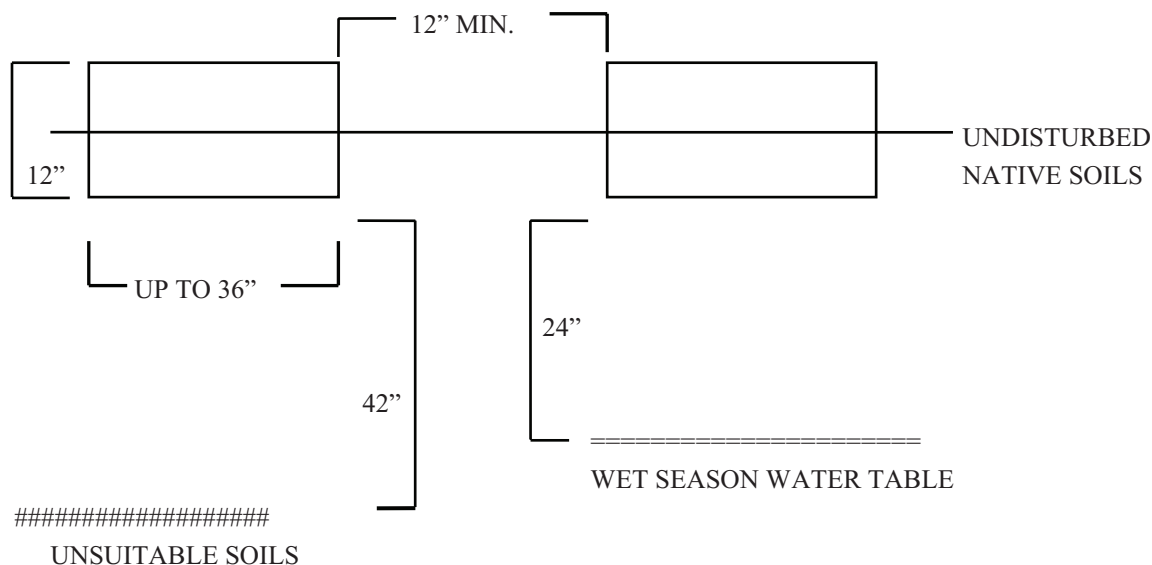 12” MIN.
UNDISTURBED
NATIVE SOILS
12”
UP TO 36”
24”
42”
======================
WET SEASON WATER TABLE
###################
UNSUITABLE SOILS